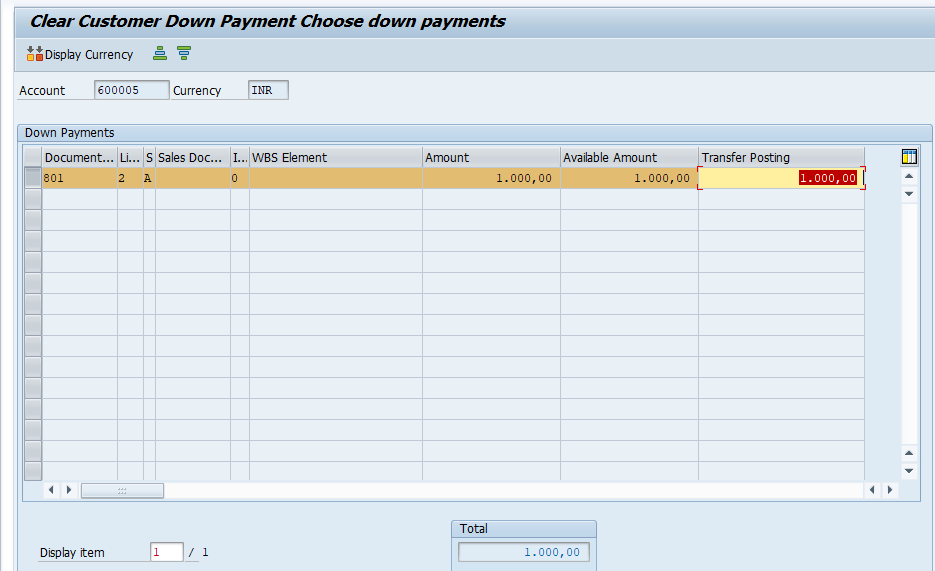 Clear Customer Down Payment Choose down payments
Display Currency
Account 600005 Currency INR
Down Payments
Document... Li... S Sales Doc... I... WBS Element Amount Available Amount Transfer Posting
801 2 A 0 1.000,00 1.000,00 1.000,00
Total
Display item 1 / 1 1.000,00